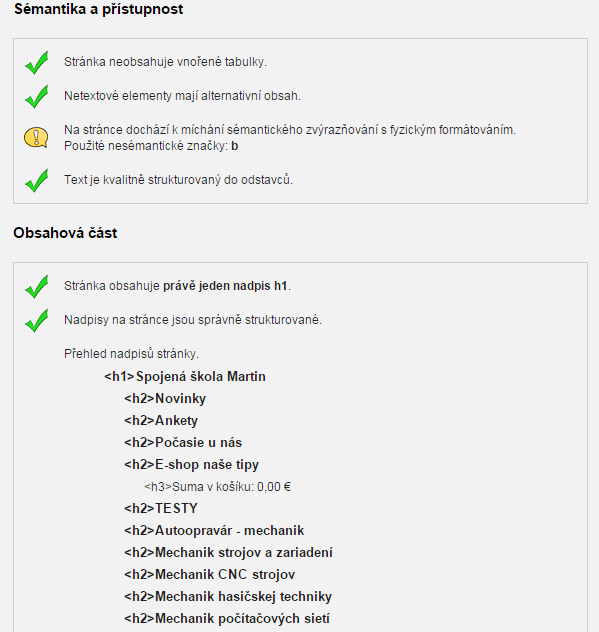 Sémantika a přístupnost
Stránka neobsahuje vnořené tabulky.
Netextové elementy mají alternativní obsah.
Na stránce dochází k míchání sémantického zvýrazňování s fyzickým formátováním.
Použité nesémantické značky: b
Text je kvalitně strukturovaný do odstavců.
Obsahová část
Stránka obsahuje právě jeden nadpis h1.
Nadpisy na stránce jsou správně strukturované.
Přehled nadpisů stránky.
<h1>Spojená škola Martin
<h2>Novinky
<h2>Ankety
<h2>Počasie u nás
<h2>E-shop naše tipy
<h3>Suma v košíku: 0,00 €
<h2>TESTY
<h2>Autoopravár - mechanik
<h2>Mechanik strojov a zariadení
<h2>Mechanik CNC strojov
<h2>Mechanik hasičskej techniky
<h2>Mechanik počítačových sietí